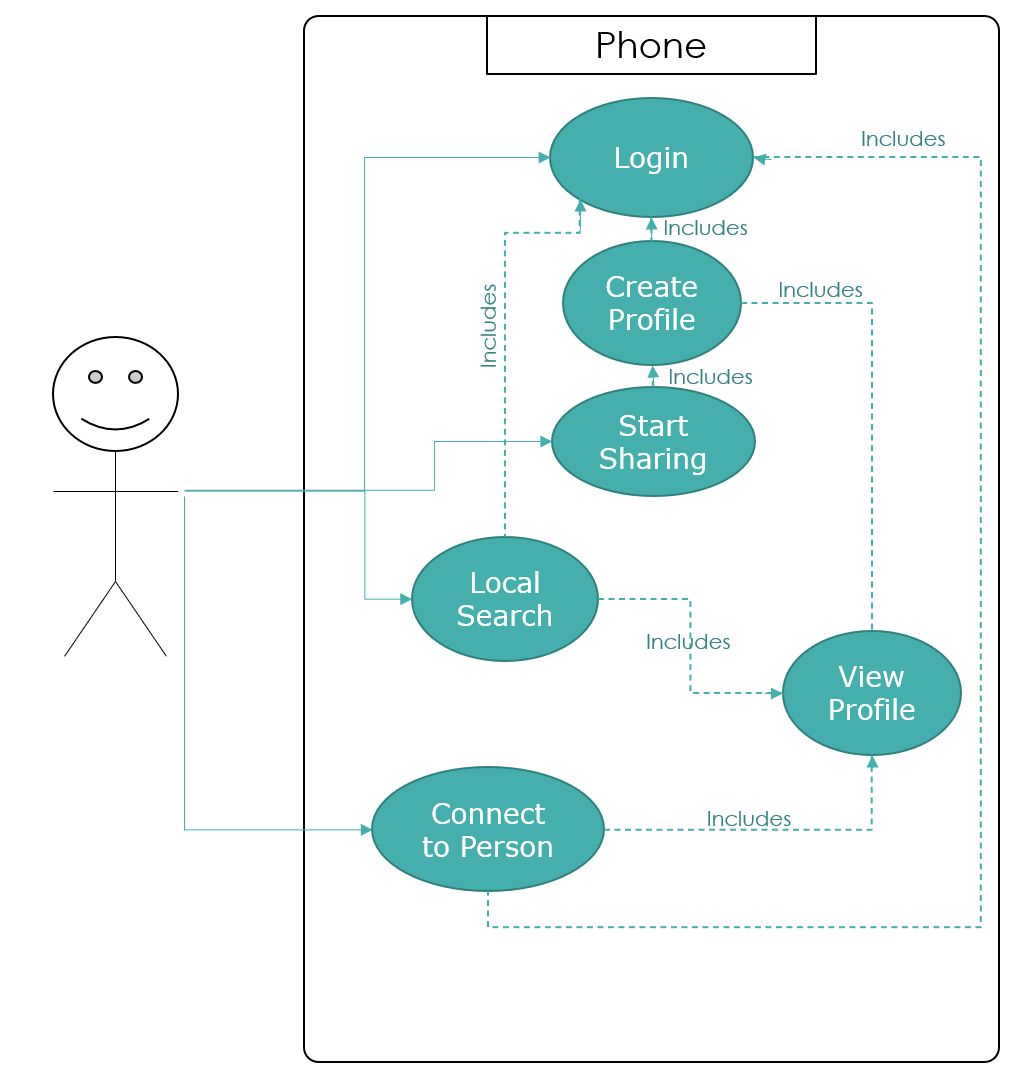 Phone
Login
Includes
Includes
Create
Profile
Includes
Includes
Includes
Start
Sharing
Local
Search
Includes
View
Profile
Connect
to Person
Includes